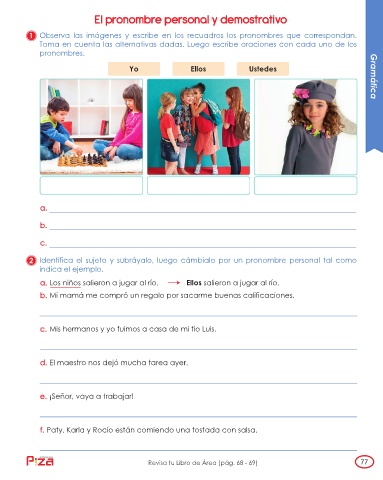 El pronombre personal y demostrativo
1 Observa las imágenes y escribe en los recuadros los pronombres que correspondan.
Toma en cuenta las alternativas dadas. Luego escribe oraciones con cada uno de los
pronombres.
Gramática
Yo Ellos Ustedes
a.
b.
c.
2 Identifica el sujeto y subráyalo, luego cámbialo por un pronombre personal tal como
indica el ejemplo.
a. Los niños salieron a jugar al río. → Ellos salieron a jugar al río.
b. Mi mamá me compró un regalo por sacarme buenas calificaciones.
c. Mis hermanos y yo fuimos a casa de mi tío Luis.
d. El maestro nos dejó mucha tarea ayer.
e. ¡Señor, vaya a trabajar!
f. Paty, Karla y Rocío están comiendo una tostada con salsa.
Piza
Revisa tu Libro de Área (pág. 68 - 69)
77